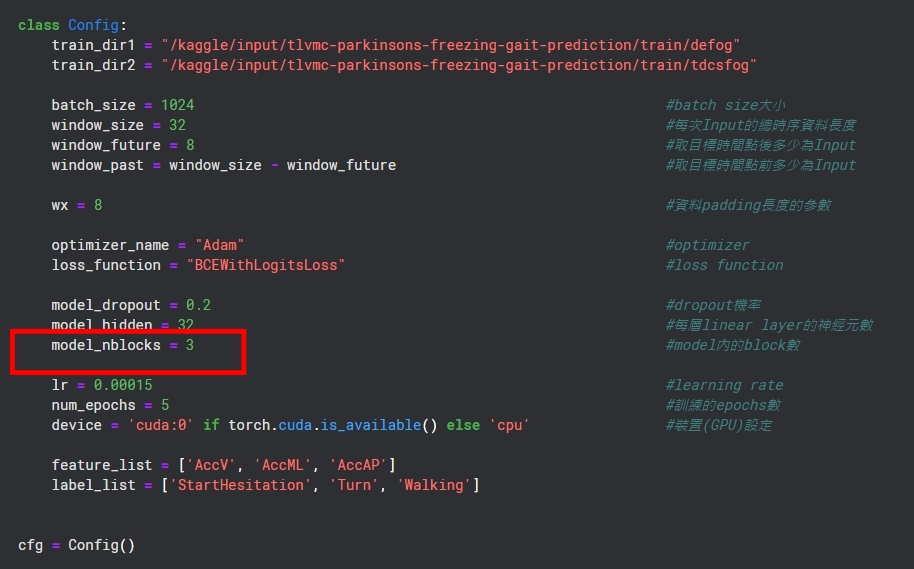 class Config:
train_dir1 = "/kaggle/input/tlvmc-parkinsons-freezing-gait-prediction/train/defog"
train_dir2 = "/kaggle/input/tlvmc-parkinsons-freezing-gait-prediction/train/tdcsfog"
batch_size = 1024 #batch size大小
window_size = 32 #每次Input的總時序資料長度
window_future = 8 #取目標時間點後多少為Input
window_past = window_size - window_future #取目標時間點前多少為Input
wx = 8 #資料padding長度的參數
optimizer_name = "Adam" #optimizer
loss_function = "BCEWithLogitsLoss" #loss function
model_dropout = 0.2 #dropout機率
model_hidden = 32 #每層linear layer的神經元數
model_nblocks = 3 #model內的block數
lr = 0.00015 #learning rate
num_epochs = 5 #訓練的epochs數
device = 'cuda:0' if torch.cuda.is_available() else 'cpu' #裝置(GPU)設定
feature_list = ['AccV', 'AccML', 'AccAP']
label_list = ['StartHesitation', 'Turn', 'Walking']
cfg = Config()